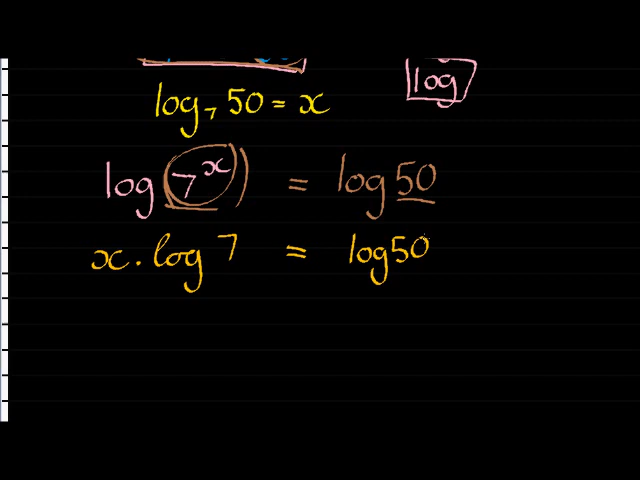 log
log₇ 50 = x
log (7ˣ) = log 50
x . log 7 = log 50